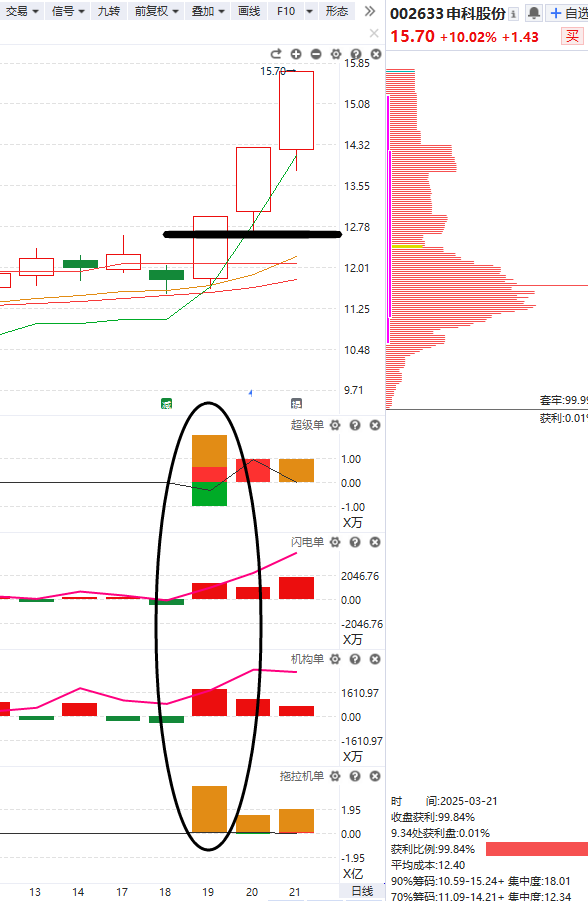 交易 信号 九转 前复权 叠加 画线 F10 形态
002633 申科股份
自选
15.70 +10.02% +1.43 买
15.85
15.70
15.08
14.32
13.55
12.78
12.01
11.25
10.48
9.71
减
套牢:99.99
获利:0.01%
超级单
1.00
0.00
-1.00
X万
闪电单
2046.76
0.00
-2046.76
X万
机构单
1610.97
0.00
-1610.97
X万
拖拉机单
1.95
0.00
-1.95
X亿
时 间:2025-03-21
收盘获利:99.84%
9.34处获利盘:0.01%
获利比例:99.84%
平均成本:12.40
90%筹码:10.59-15.24+ 集中度:18.01
70%筹码:11.09-14.21+ 集中度:12.34
13 14 17 18 19 20 21 日线